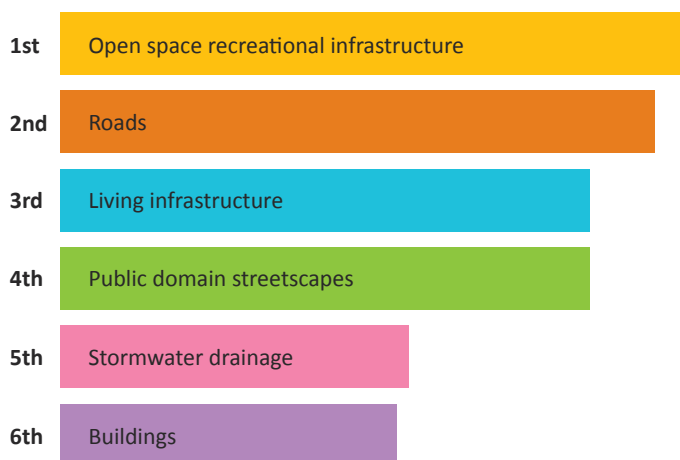 1st Open space recreational infrastructure
2nd Roads
3rd Living infrastructure
4th Public domain streetscapes
5th Stormwater drainage
6th Buildings